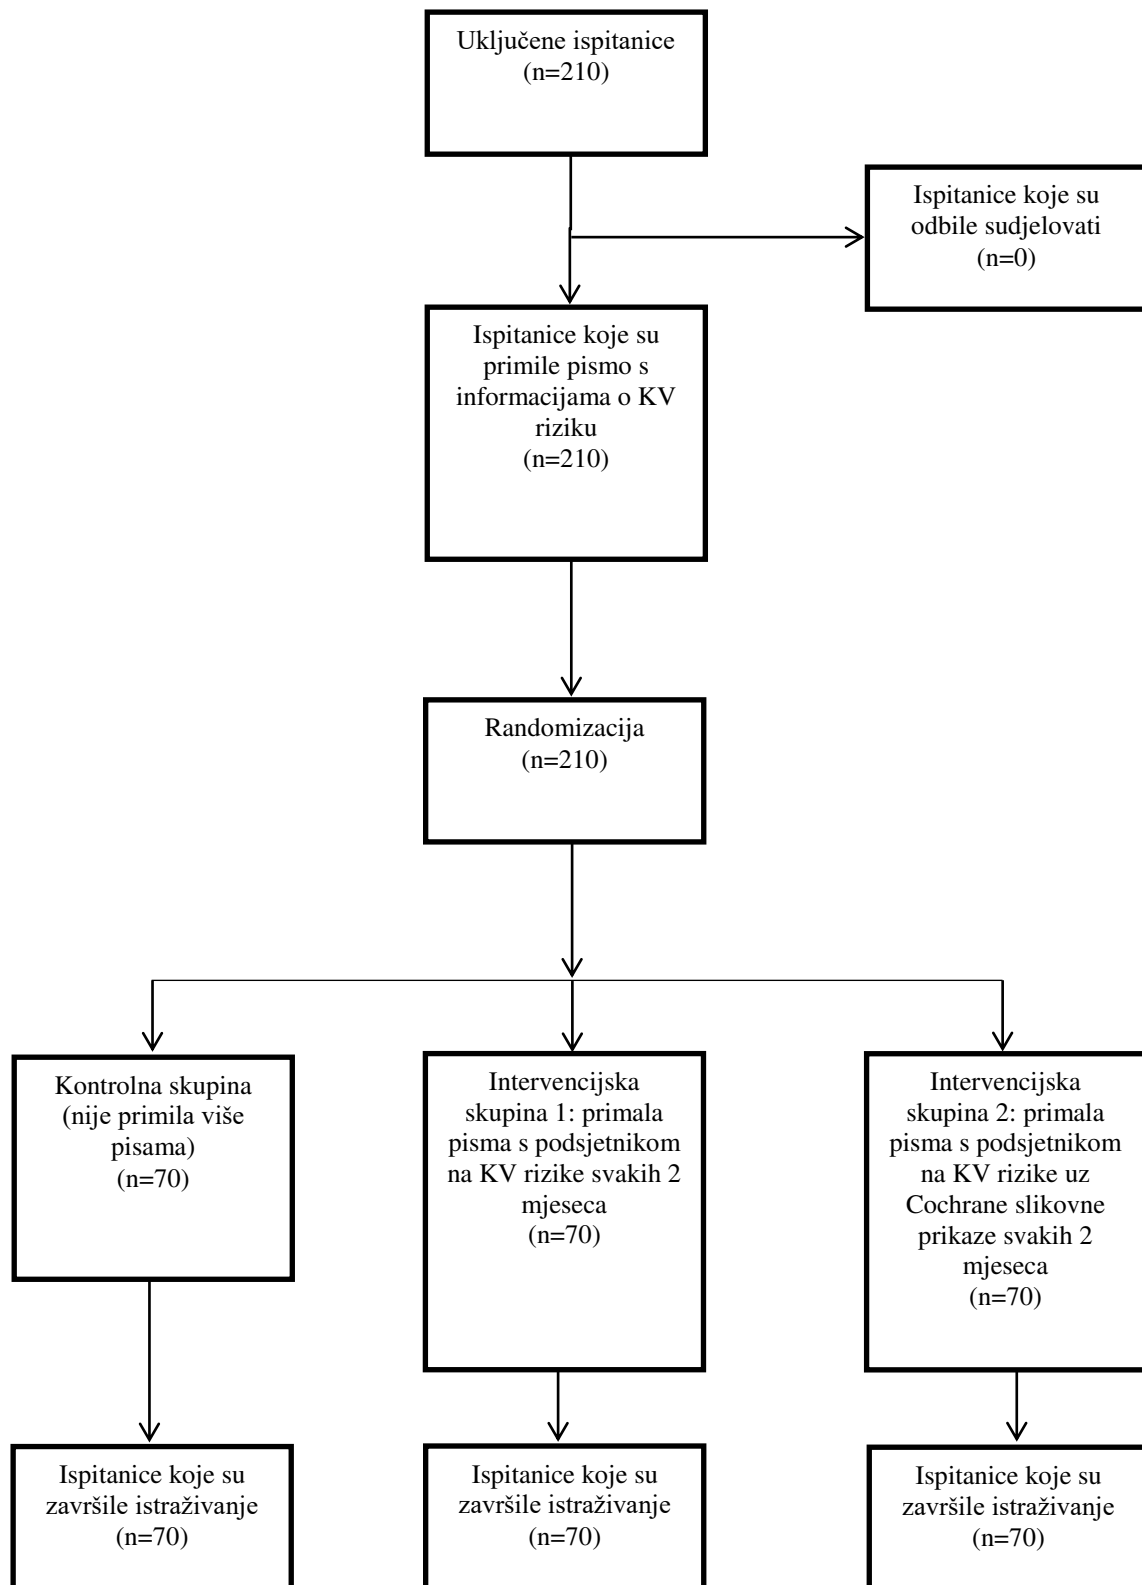 Uključene ispitanice
(n=210)
Ispitanice koje su
odbile sudjelovati
(n=0)
Ispitanice koje su
primile pismo s
informacijama o KV
riziku
(n=210)
Randomizacija
(n=210)
Kontrolna skupina
(nije primila više
pisama)
(n=70)
Intervencijska
skupina 1: primala
pisma s podsjetnikom
na KV rizike svakih 2
mjeseca
(n=70)
Intervencijska
skupina 2: primala
pisma s podsjetnikom
na KV rizike uz
Cochrane slikovne
prikaze svakih 2
mjeseca
(n=70)
Ispitanice koje su
završile istraživanje
(n=70)
Ispitanice koje su
završile istraživanje
(n=70)
Ispitanice koje su
završile istraživanje
(n=70)